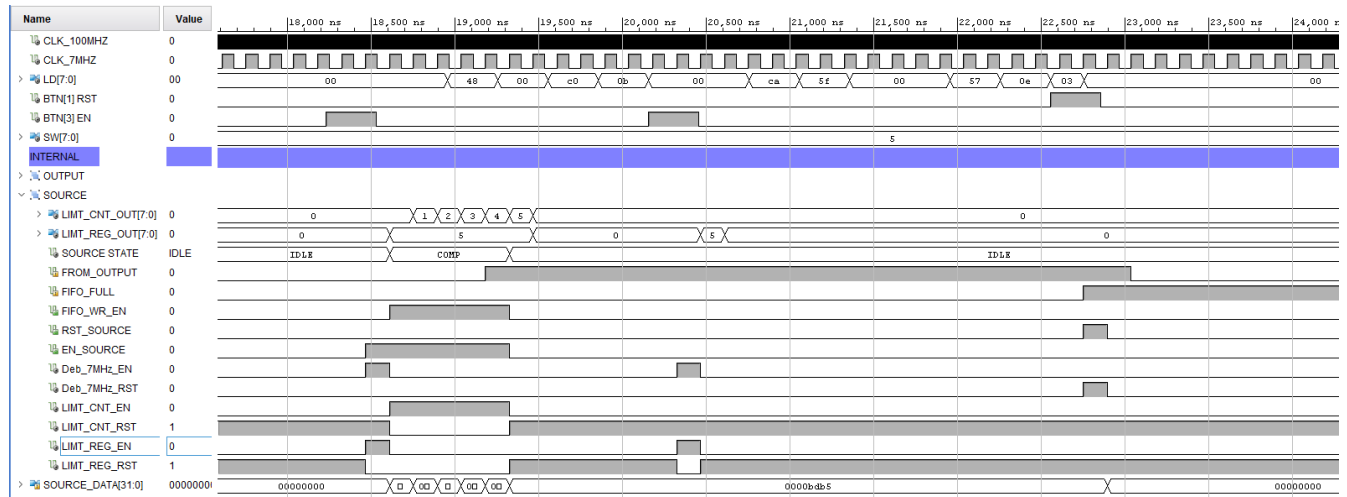 Name Value 18,000 ns 18,500 ns 19,000 ns 19,500 ns 20,000 ns 20,500 ns 21,000 ns 21,500 ns 22,000 ns 22,500 ns 23,000 ns 23,500 ns 24,000 r
CLK_100MHZ 0
CLK_7MHZ 0
LD[7:0] 00 00 48 00 c0 0b 00 ca 5f 00 57 0e 03 00
BTN[1] RST 0
BTN[3] EN 0
SW[7:0] 0 5
INTERNAL
OUTPUT
SOURCE
LIMT_CNT_OUT[7:0] 0 0 1 2 3 4 5 0
LIMT_REG_OUT[7:0] 0 0 5 0 5 0
SOURCE STATE IDLE IDLE COMP IDLE
FROM_OUTPUT 0
FIFO_FULL 0
FIFO_WR_EN 0
RST_SOURCE 0
EN_SOURCE 0
Deb_7MHz_EN 0
Deb_7MHz_RST 0
LIMT_CNT_EN 0
LIMT_CNT_RST 1
LIMT_REG_EN 0
LIMT_REG_RST 1
SOURCE_DATA[31:0] 0000000 00000000 0000bdb5 00000000